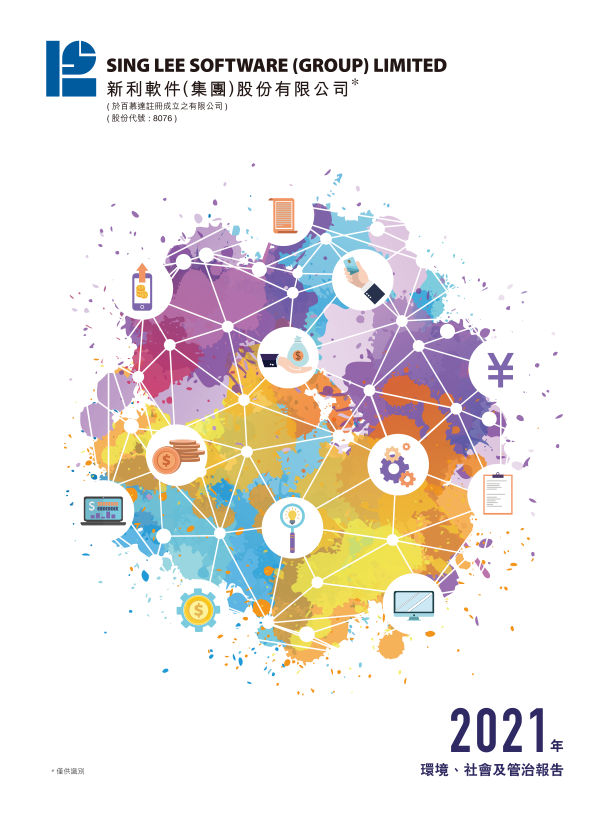 SING LEE SOFTWARE (GROUP) LIMITED
新利軟件(集團)股份有限公司*
( 於百慕達註冊成立之有限公司 )
( 股份代號 : 8076 )
¥
$
$
$
$
2021年
環境、社會及管治報告
* 僅供識別